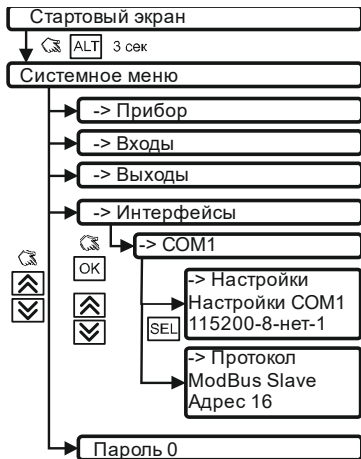 Стартовый экран
ALT 3 сек
Системное меню
-> Прибор
-> Входы
-> Выходы
-> Интерфейсы
-> COM1
OK
-> Настройки
Настройки COM1
115200-8-нет-1
SEL
-> Протокол
ModBus Slave
Адрес 16
Пароль 0